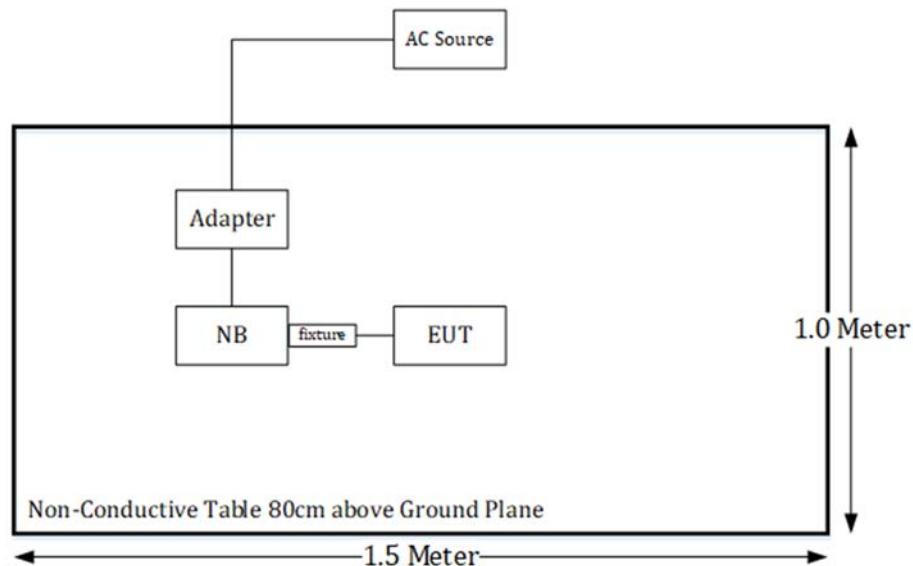 AC Source
Adapter
NB
fixture
EUT
1.0 Meter
Non-Conductive Table 80cm above Ground Plane
1.5 Meter